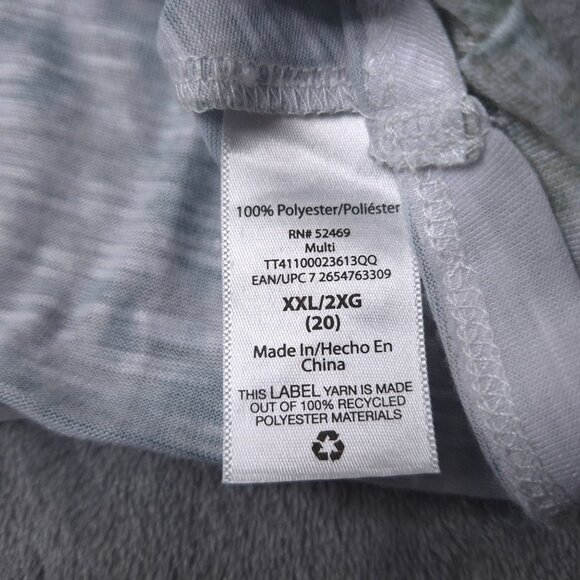 100% Polyester/Poliéster
RN# 52469
Multi
TT41100023613QQ
EAN/UPC 7 2654763309
XXL/2XG
(20)
Made In/Hecho En
China
THIS LABEL YARN IS MADE
OUT OF 100% RECYCLED
POLYESTER MATERIALS